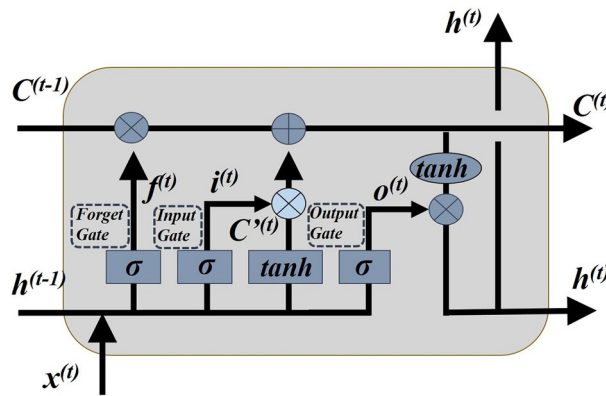 h(t)
C(t-1)
C(t)
tanh
f(t)
i(t)
o(t)
Forget
Gate
Input
Gate
C'(t)
Output
Gate
σ
σ
tanh
σ
h(t-1)
h(t)
x(t)